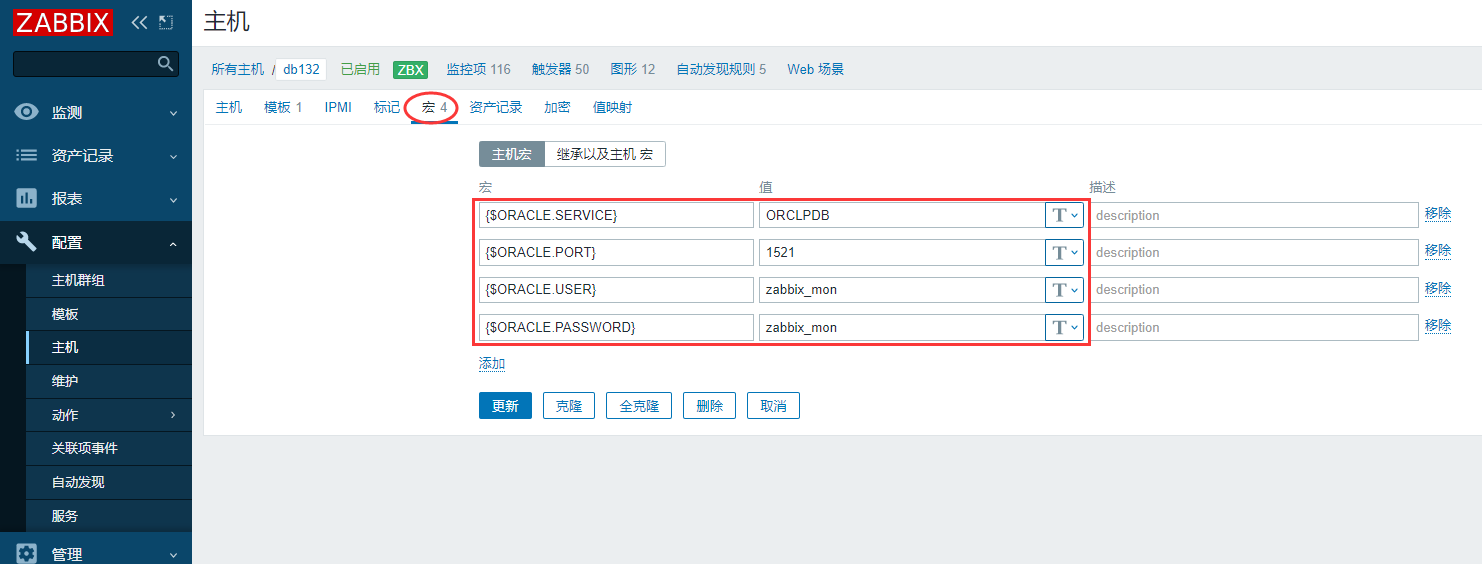 ZABBIX
主机
所有主机 / db132 已启用 ZBX 监控项 116 触发器 50 图形 12 自动发现规则 5 Web 场景
主机 模板 1 IPMI 标记 宏 4 资产记录 加密 值映射
监测
资产记录
报表
配置
主机群组
模板
主机
维护
动作
关联项事件
自动发现
服务
管理
主机宏 继承以及主机 宏
宏 值 描述
{$ORACLE.SERVICE} ORCLPDB T description 移除
{$ORACLE.PORT} 1521 T description 移除
{$ORACLE.USER} zabbix_mon T description 移除
{$ORACLE.PASSWORD} zabbix_mon T description 移除
添加
更新 克隆 全克隆 删除 取消